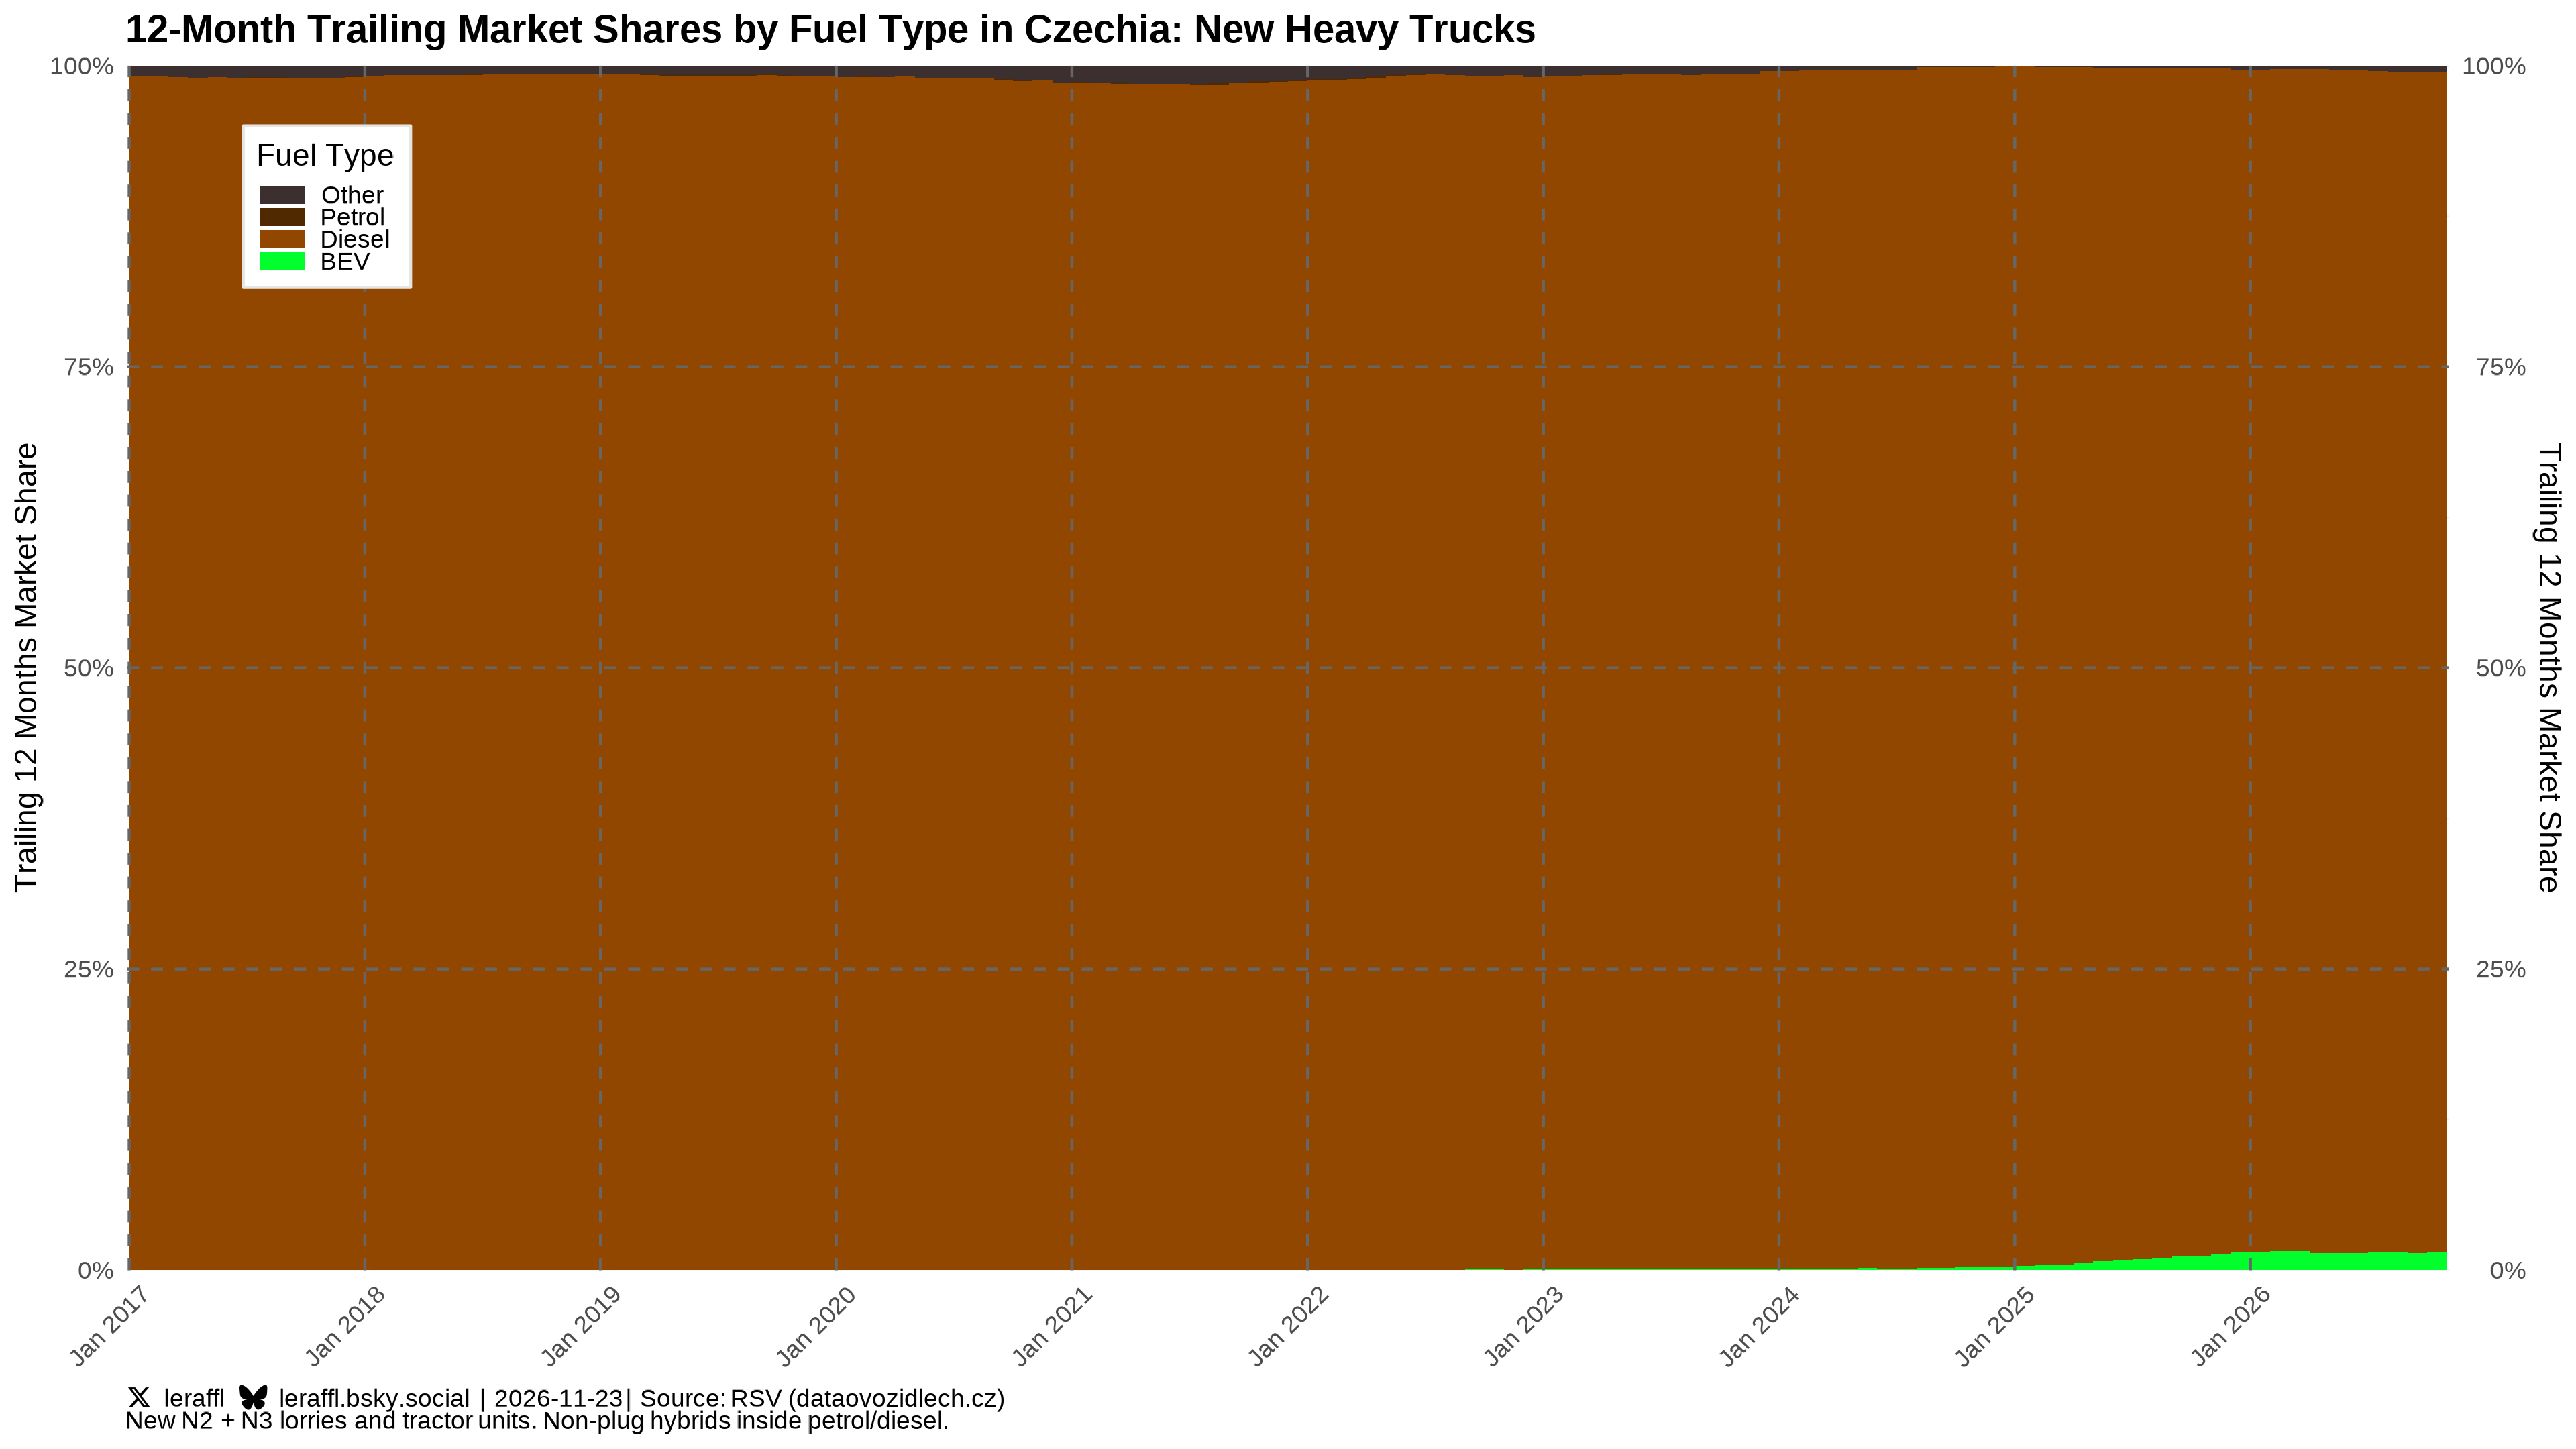 12-Month Trailing Market Shares by Fuel Type in Czechia: New Heavy Trucks
100%
75%
50%
25%
0%
100%
75%
50%
25%
0%
Trailing 12 Months Market Share
Trailing 12 Months Market Share
Fuel Type
Other
Petrol
Diesel
BEV
Jan 2017
Jan 2018
Jan 2019
Jan 2020
Jan 2021
Jan 2022
Jan 2023
Jan 2024
Jan 2025
Jan 2026
leraffl leraffl.bsky.social | 2026-11-23| Source: RSV (dataovozidlech.cz)
New N2 + N3 lorries and tractor units. Non-plug hybrids inside petrol/diesel.